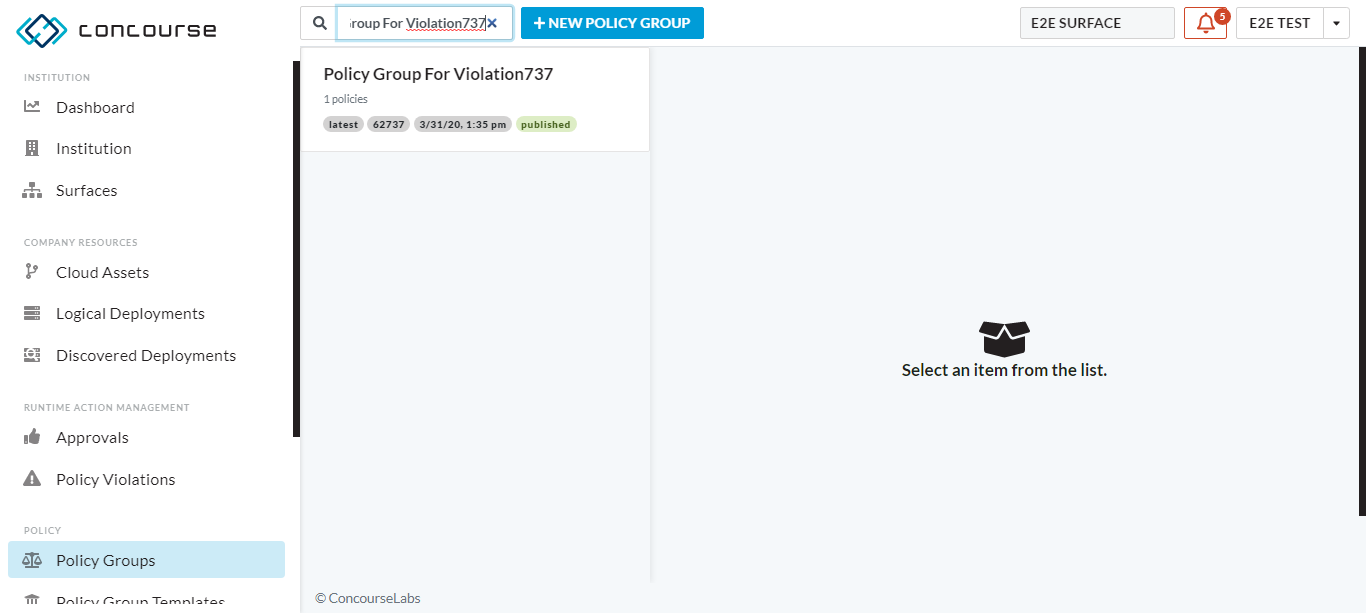 concourse
roup For Violation737
NEW POLICY GROUP
E2E SURFACE
5
E2E TEST
INSTITUTION
Dashboard
Institution
Surfaces
COMPANY RESOURCES
Cloud Assets
Logical Deployments
Discovered Deployments
RUNTIME ACTION MANAGEMENT
Approvals
Policy Violations
POLICY
Policy Groups
Policy Group Templates
Policy Group For Violation737
1 policies
latest 62737 3/31/20, 1:35 pm published
Select an item from the list.
© ConcourseLabs